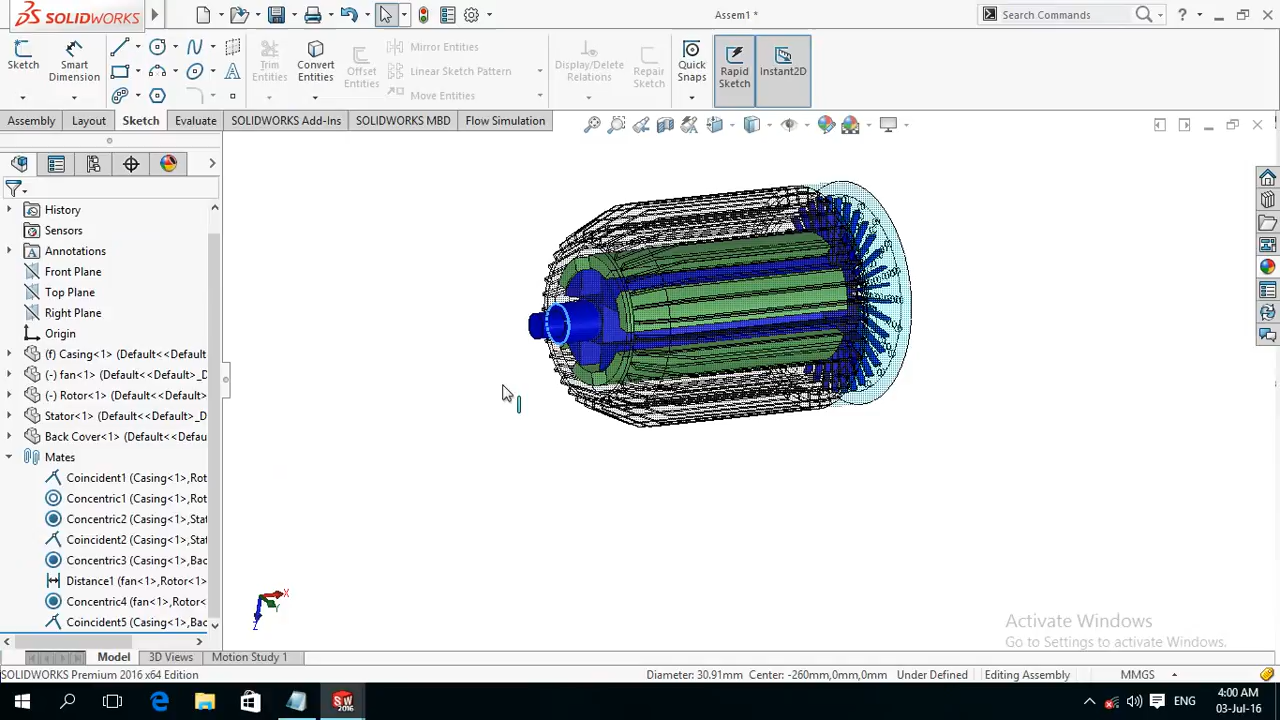 SOLIDWORKS
Assem1 *
Search Commands
Sketch
Smart Dimension
Trim Entities
Convert Entities
Offset Entities
Mirror Entities
Linear Sketch Pattern
Move Entities
Display/Delete Relations
Repair Sketch
Quick Snaps
Rapid Sketch
Instant2D
Assembly
Layout
Sketch
Evaluate
SOLIDWORKS Add-Ins
SOLIDWORKS MBD
Flow Simulation
History
Sensors
Annotations
Front Plane
Top Plane
Right Plane
Origin
(f) Casing<1> (Default<<Default
(-) fan<1> (Default<<Default>_D
(-) Rotor<1> (Default<<Default>
Stator<1> (Default<<Default>_D
Back Cover<1> (Default<<Defau
Mates
Coincident1 (Casing<1>,Rot
Concentric1 (Casing<1>,Rot
Concentric2 (Casing<1>,Stat
Coincident2 (Casing<1>,Stat
Concentric3 (Casing<1>,Bac
Distance1 (fan<1>,Rotor<1>
Concentric4 (fan<1>,Rotor<
Coincident5 (Casing<1>,Bac
X
Y
Z
Activate Windows
Go to Settings to activate Windows.
Model
3D Views
Motion Study 1
SOLIDWORKS Premium 2016 x64 Edition
Diameter: 30.91mm Center: -260mm,0mm,0mm
Under Defined
Editing Assembly
MMGS
SW
2016
ENG
4:00 AM
03-Jul-16